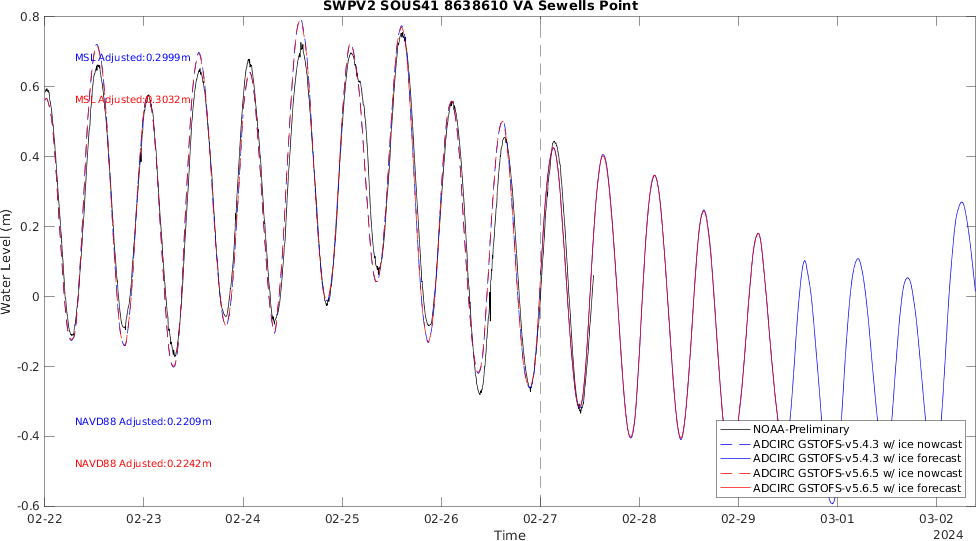 SWPV2 SOUS41 8638610 VA Sewells Point
0.8
0.6
0.4
0.2
0
-0.2
-0.4
-0.6
Water Level (m)
MSL Adjusted:0.2999m
MSL Adjusted:0.3032m
NAVD88 Adjusted:0.2209m
NAVD88 Adjusted:0.2242m
NOAA-Preliminary
ADCIRC GSTOFS-v5.4.3 w/ ice nowcast
ADCIRC GSTOFS-v5.4.3 w/ ice forecast
ADCIRC GSTOFS-v5.6.5 w/ ice nowcast
ADCIRC GSTOFS-v5.6.5 w/ ice forecast
02-22 02-23 02-24 02-25 02-26 02-27 02-28 02-29 03-01 03-02
Time
2024